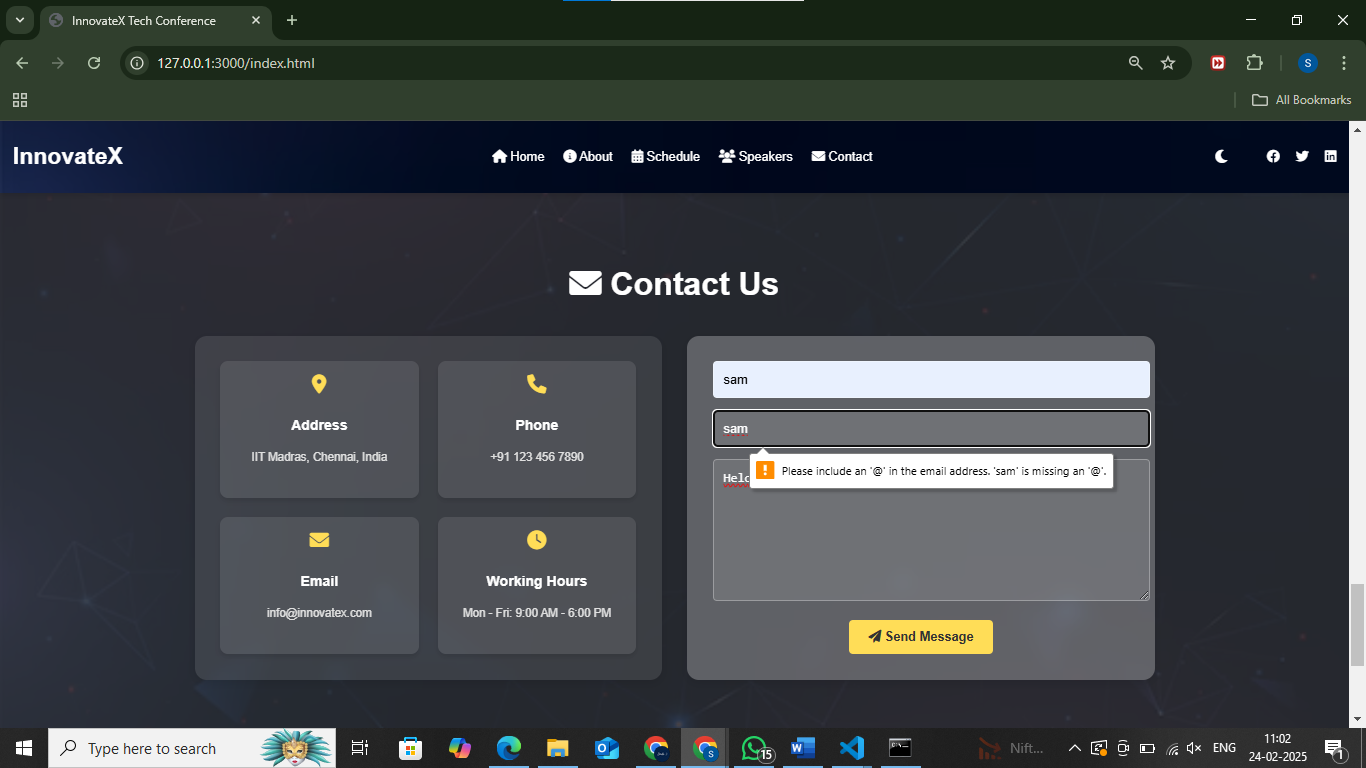 InnovateX Tech Conference
127.0.0.1:3000/index.html
S
All Bookmarks
InnovateX
Home About Schedule Speakers Contact
Contact Us
Address
IIT Madras, Chennai, India
Phone
+91 123 456 7890
Email
info@innovatex.com
Working Hours
Mon - Fri: 9:00 AM - 6:00 PM
sam
sam
Please include an '@' in the email address. 'sam' is missing an '@'.
Send Message
Type here to search
S
15
Nift...
ENG
11:02
24-02-2025
1